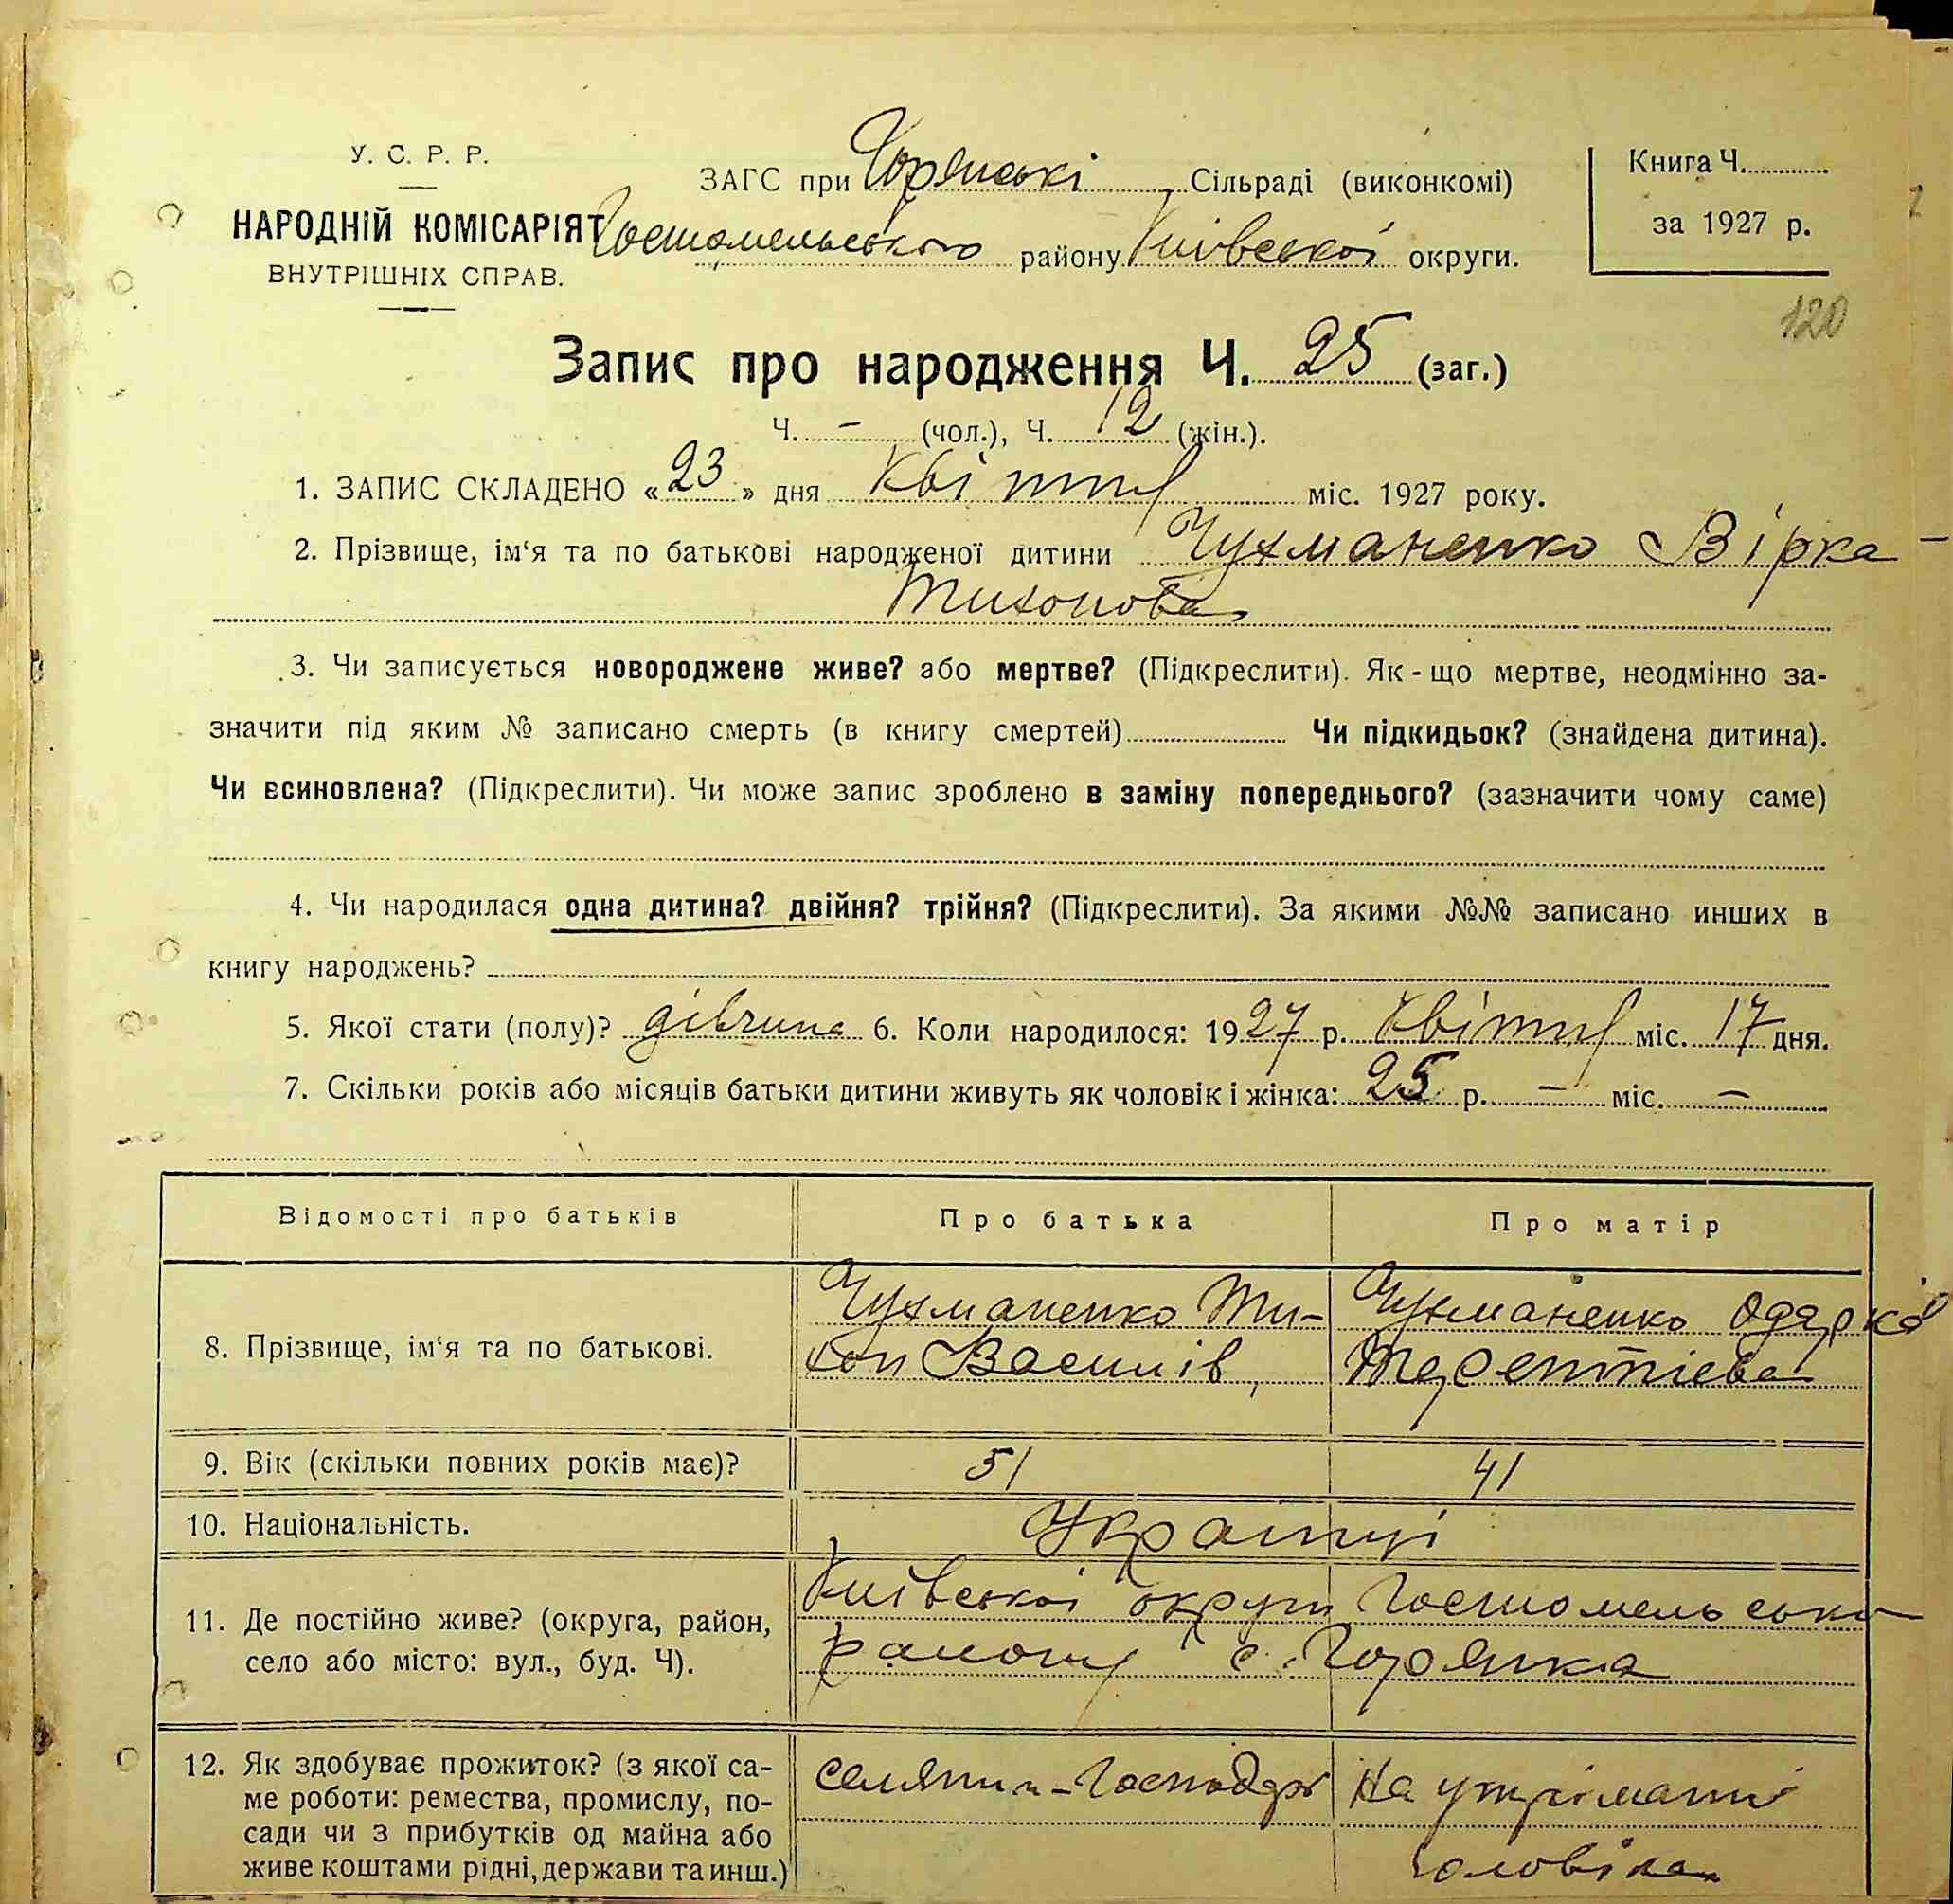 У. С. Р. Р.
НАРОДНІЙ КОМІСАРІЯТ
ВНУТРІШНІХ СПРАВ.
ЗАГС при Горянські Сільраді (виконкомі)
Гостомельського району Київської округи.
Книга Ч.
за 1927 р.
120
Запис про народження Ч. 25 (заг.)
Ч. – (чол.), Ч. 12 (жін.).
1. ЗАПИС СКЛАДЕНО «23» дня Квітня міс. 1927 року.
2. Прізвище, ім'я та по батькові народженої дитини Чухманенко Вірка
Тихонова
3. Чи записується новороджене живе? або мертве? (Підкреслити). Як-що мертве, неодмінно за-
значити під яким № записано смерть (в книгу смертей) Чи підкидьок? (знайдена дитина).
Чи всиновлена? (Підкреслити). Чи може запис зроблено в заміну попереднього? (зазначити чому саме)
4. Чи народилася одна дитина? двійня? трійня? (Підкреслити). За якими №№ записано инших в
книгу народжень?
5. Якої стати (полу)? дівчина 6. Коли народилося: 1927 р. Квітня міс. 17 дня.
7. Скільки років або місяців батьки дитини живуть як чоловік і жінка: 25 р. – міс. –
Відомості про батьків Про батька Про матір
8. Прізвище, ім'я та по батькові.
Чухманенко Ти-
хон Василів,
Чухманенко Одарка
Терентієва
9. Вік (скільки повних років має)? 51 41
10. Національність. Українці
11. Де постійно живе? (округа, район,
село або місто: вул., буд. Ч).
Київської округи Гостомельсько
району с. Горянка
12. Як здобуває прожиток? (з якої са-
ме роботи: ремества, промислу, по-
сади чи з прибутків од майна або
живе коштами рідні, держави та инш.)
селянин-Господар
На утріманні
чоловіка